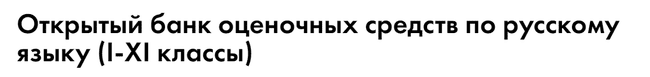 Открытый банк оценочных средств по русскому
языку (I-XI классы)